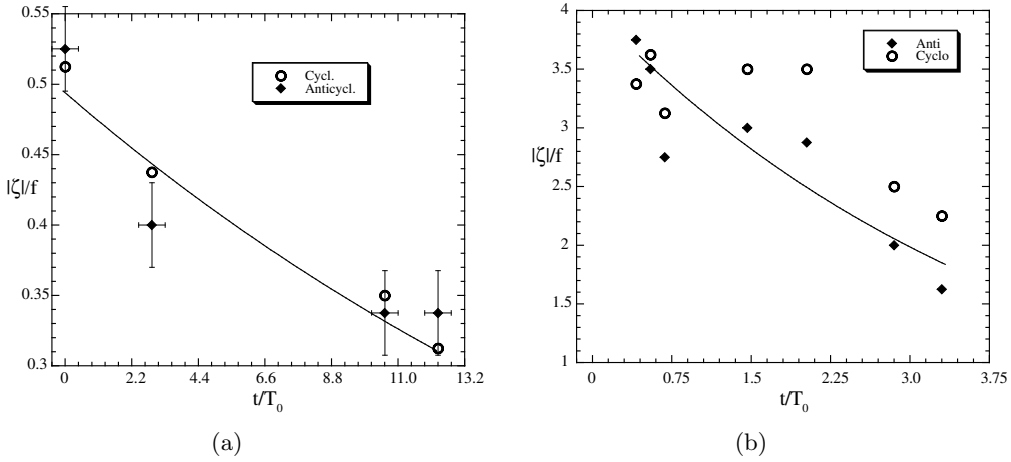 0.55
0.5
0.45
0.4
0.35
0.3
|ζ|/f
Cycl.
Anticycl.
0 2.2 4.4 6.6 8.8 11.0 13.2
t/T0
(a)
4
3.5
3
2.5
2
1.5
1
|ζ|/f
Anti
Cyclo
0 0.75 1.5 2.25 3.0 3.75
t/T0
(b)